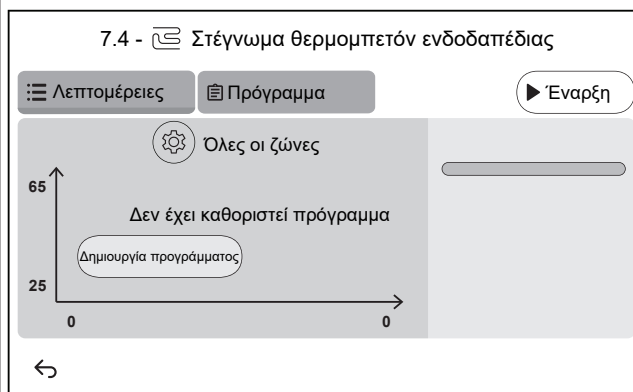 7.4 - Στέγνωμα θερμομπετόν ενδοδαπέδιας
Λεπτομέρειες
Πρόγραμμα
Έναρξη
Όλες οι ζώνες
65
Δεν έχει καθοριστεί πρόγραμμα
Δημιουργία προγράμματος
25
0
0